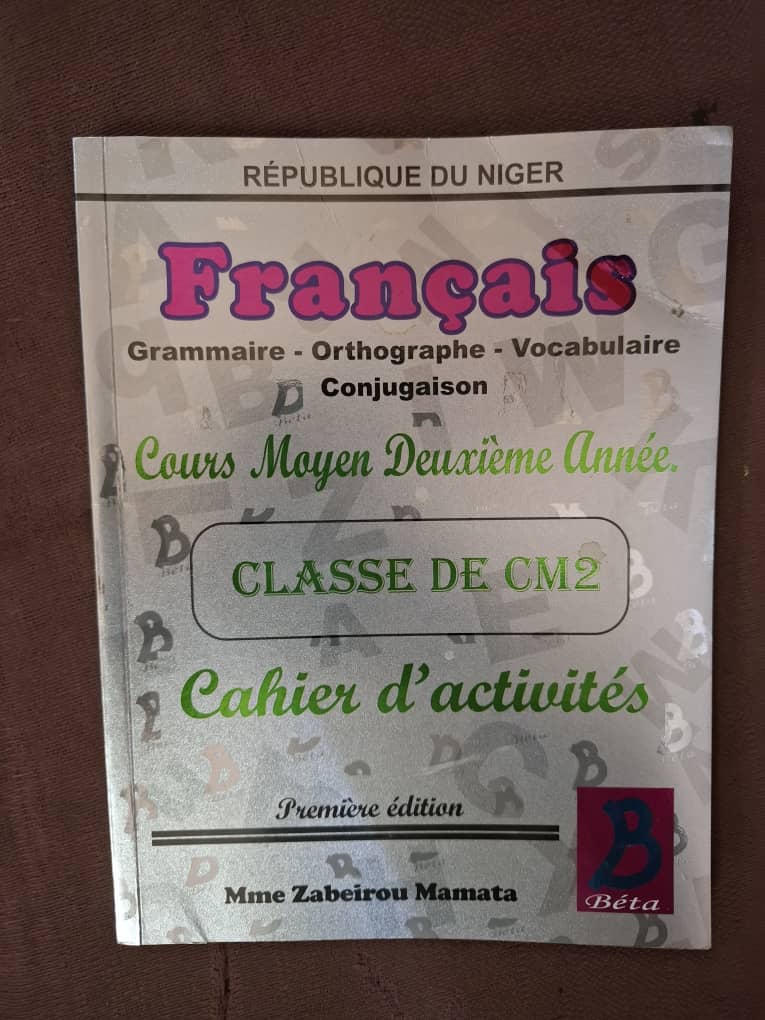 RÉPUBLIQUE DU NIGER
Français
Grammaire - Orthographe - Vocabulaire
Conjugaison
Cours Moyen Deuxième Année.
CLASSE DE CM2
Cahier d'activités
Première édition
Mme Zabeirou Mamata
B
Béta